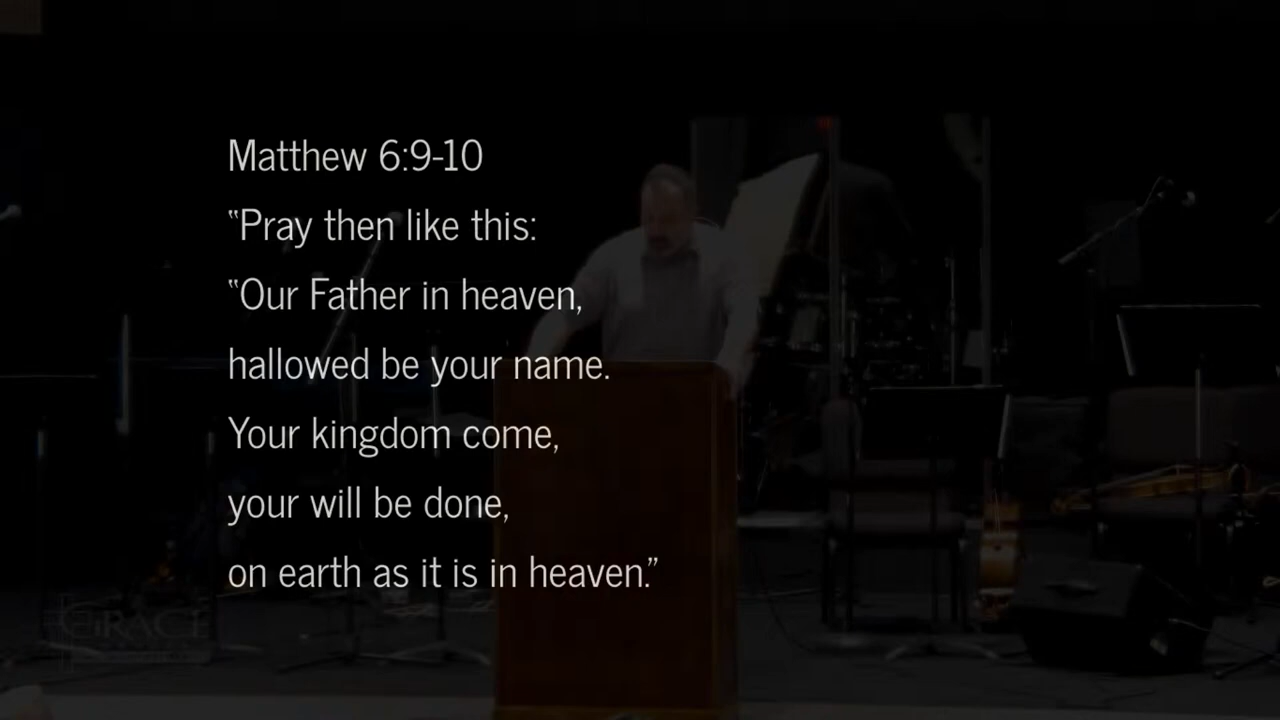 Matthew 6:9-10
“Pray then like this:
“Our Father in heaven,
hallowed be your name.
Your kingdom come,
your will be done,
on earth as it is in heaven.”
GRACE